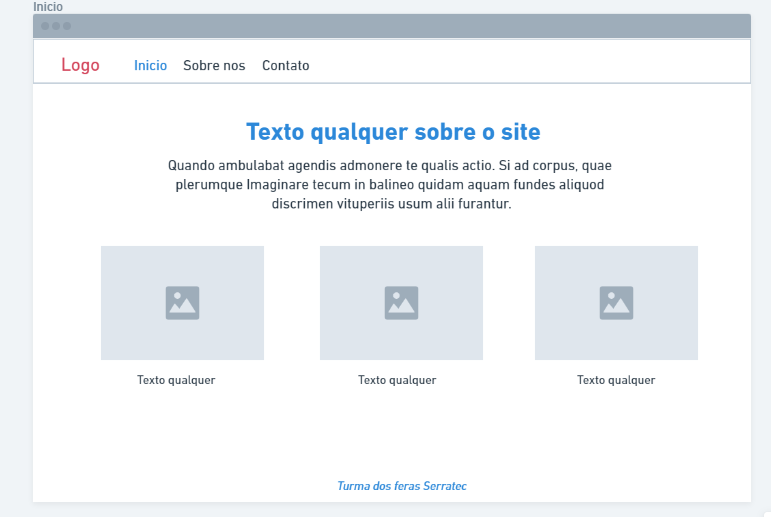 Inicio
Logo Inicio Sobre nos Contato
Texto qualquer sobre o site
Quando ambulabat agendis admonere te qualis actio. Si ad corpus, quae
plerumque Imaginare tecum in balineo quidam aquam fundes aliquod
discrimen vituperiis usum alii furantur.
Texto qualquer Texto qualquer Texto qualquer
Turma dos feras Serratec